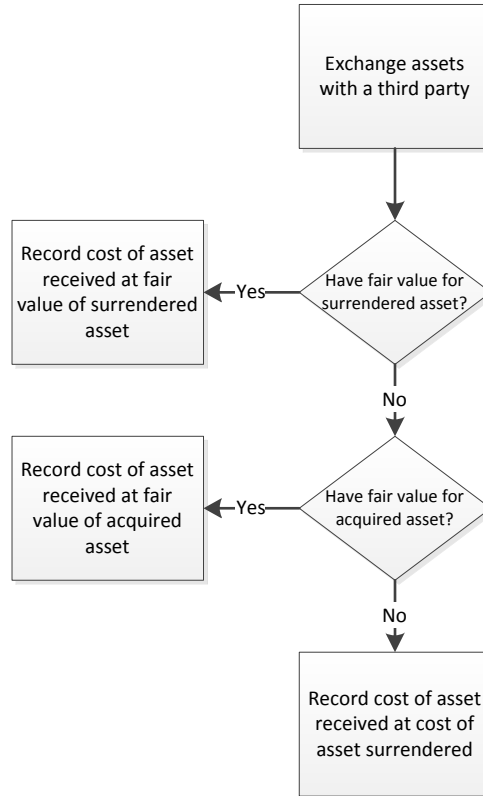 Exchange assets
with a third party
Have fair value for
surrendered asset?
Yes
Record cost of asset
received at fair
value of surrendered
asset
No
Have fair value for
acquired asset?
Yes
Record cost of asset
received at fair
value of acquired
asset
No
Record cost of asset
received at cost of
asset surrendered